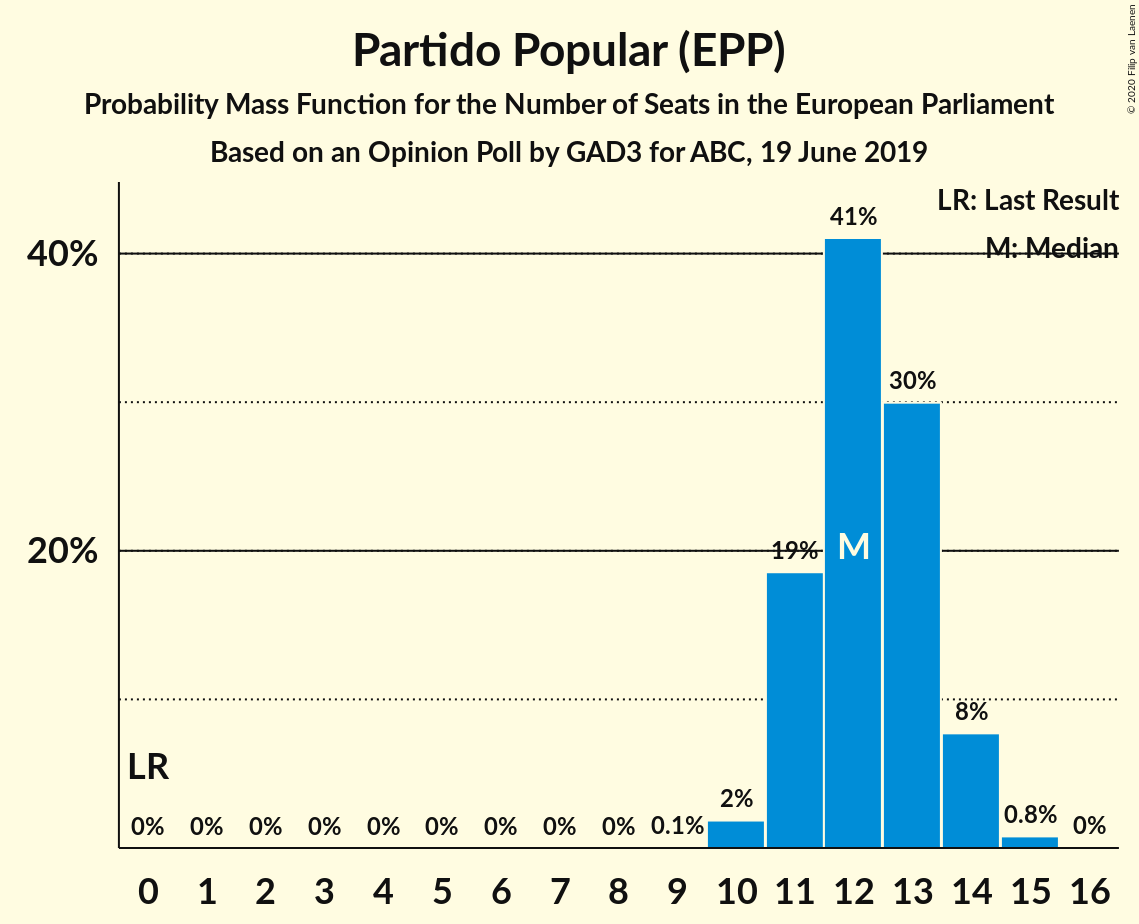 Partido Popular (EPP)
Probability Mass Function for the Number of Seats in the European Parliament
Based on an Opinion Poll by GAD3 for ABC, 19 June 2019
© 2020 Filip van Laenen
LR: Last Result
M: Median
40%
20%
41%
30%
19%
M
8%
LR
2%
0.8%
0% 0% 0% 0% 0% 0% 0% 0% 0% 0.1% 0%
0 1 2 3 4 5 6 7 8 9 10 11 12 13 14 15 16